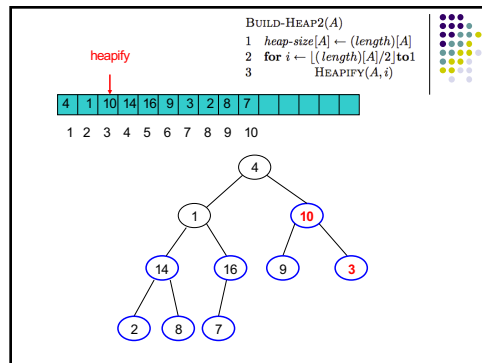 BUILD-HEAP2(A)
1 heap-size[A] ← (length)[A]
2 for i ← ⌊(length)[A]/2⌋to1
3 HEAPIFY(A, i)
heapify
4 1 10 14 16 9 3 2 8 7
1 2 3 4 5 6 7 8 9 10
4
1 10
14 16 9 3
2 8 7